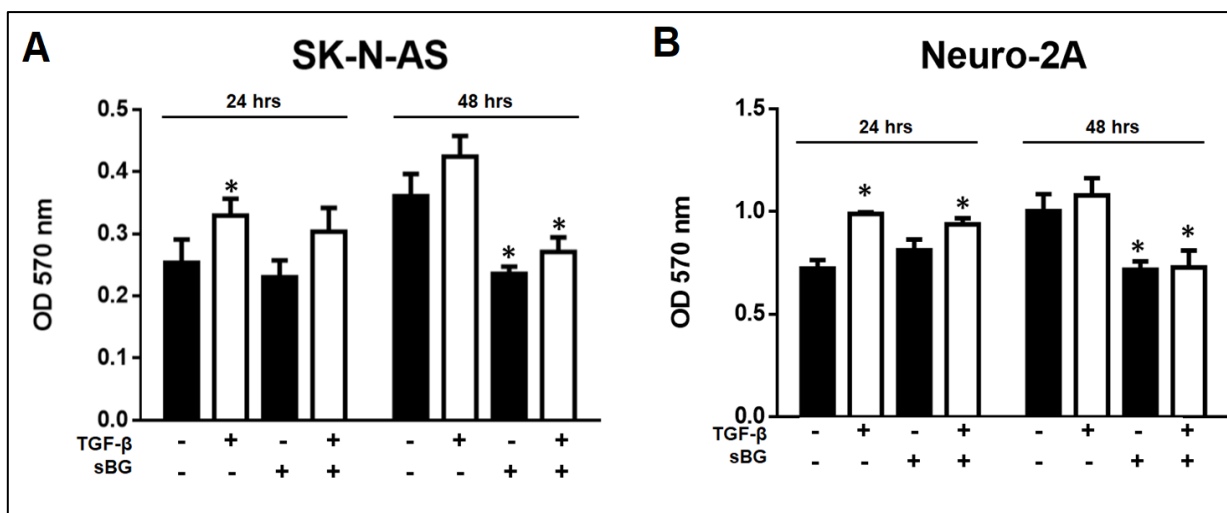 A
SK-N-AS
24 hrs
48 hrs
0.5
0.4
0.3
0.2
0.1
0.0
OD 570 nm
*
*
*
TGF-β - + - + - + - +
sBG - - + + - - + +
B
Neuro-2A
24 hrs
48 hrs
1.5
1.0
0.5
0.0
OD 570 nm
*
*
*
*
TGF-β - + - + - + - +
sBG - - + + - - + +